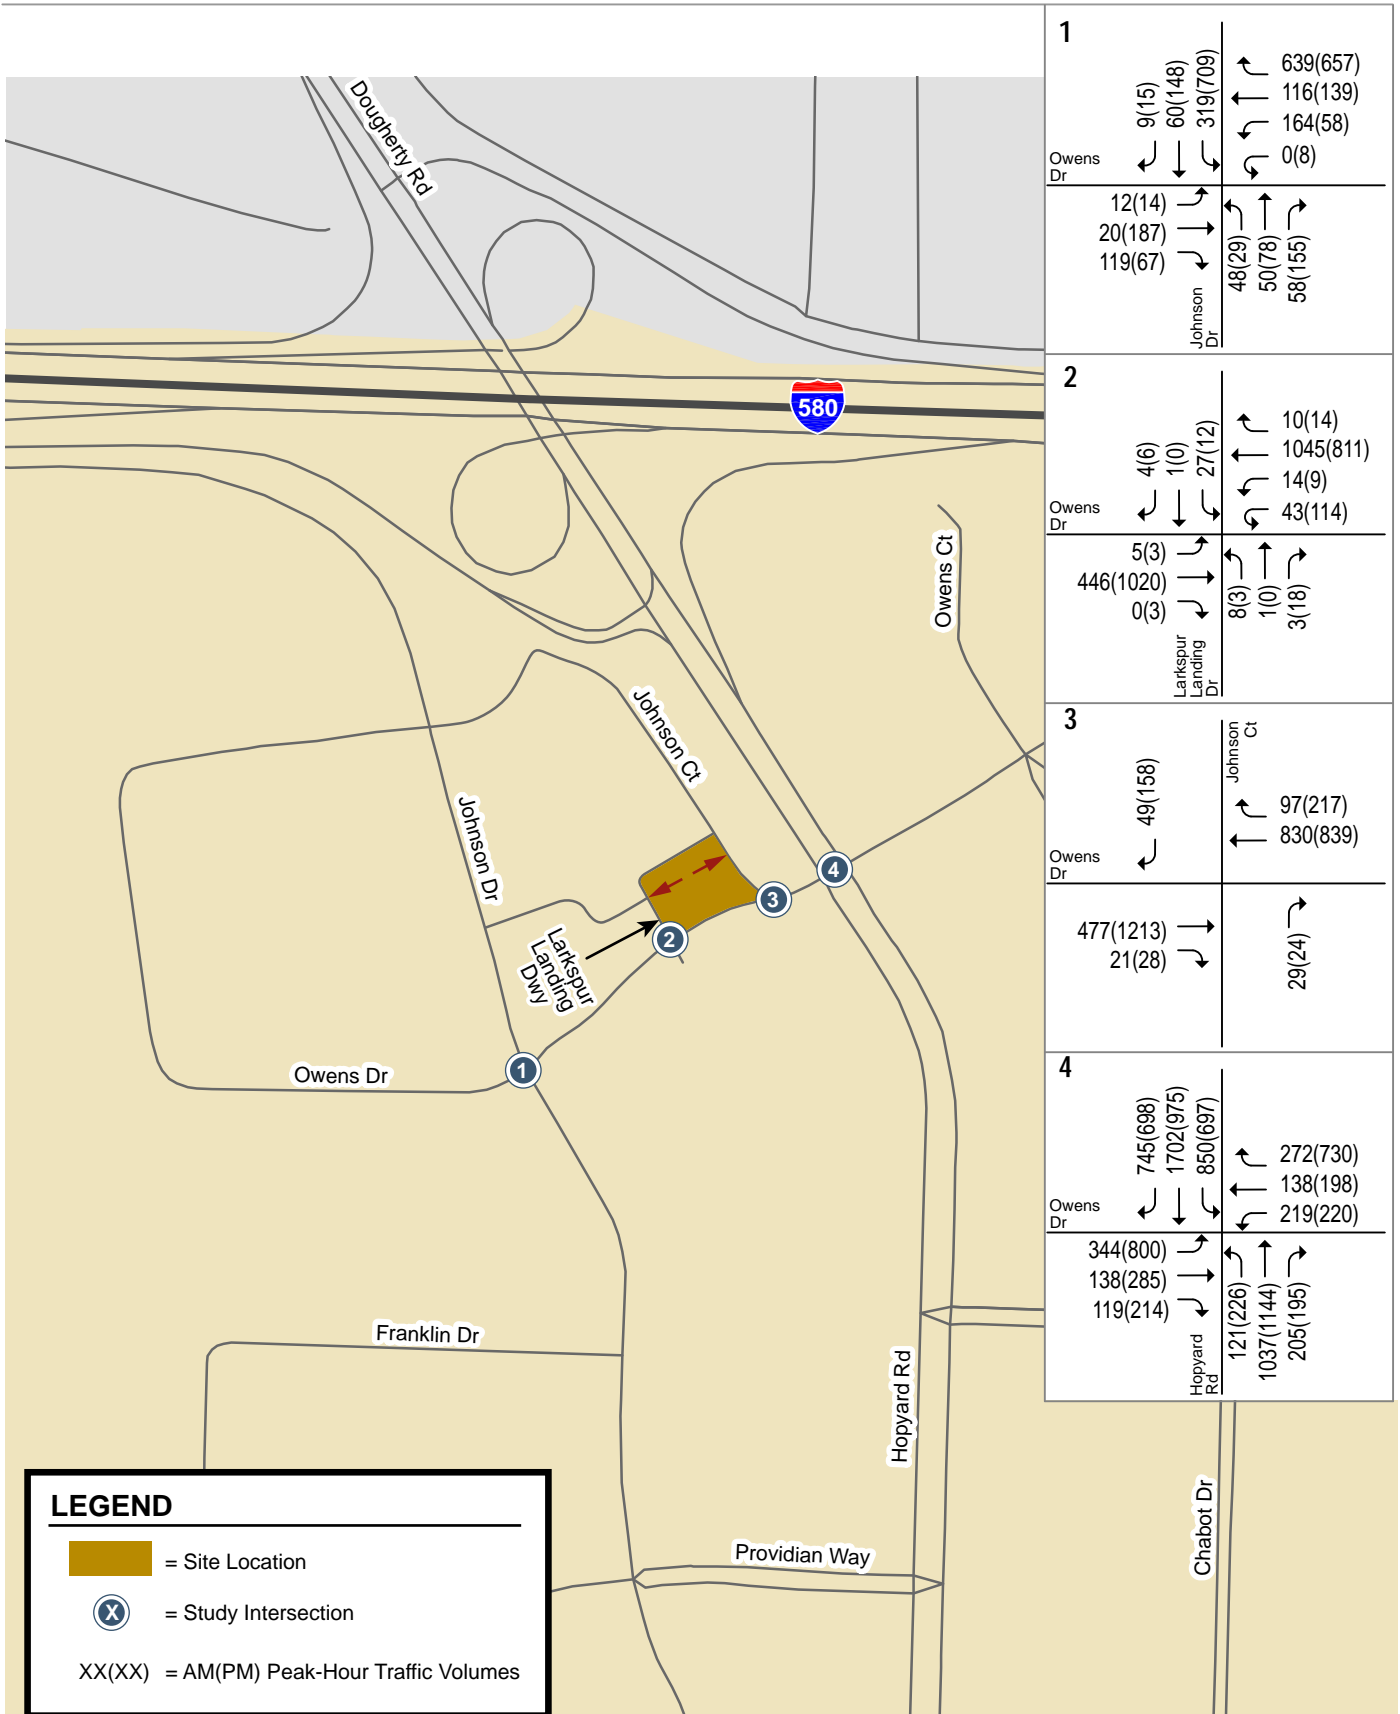 Dougherty Rd
580
Owens Ct
Johnson Ct
Johnson Dr
4
3
2
Larkspur
Landing
Dwy
1
Owens Dr
Franklin Dr
Hopyard Rd
Providian Way
Chabot Dr
1
9(15)
60(148)
319(709)
639(657)
116(139)
164(58)
0(8)
Owens
Dr
12(14)
20(187)
119(67)
48(29)
50(78)
58(155)
Johnson
Dr
2
4(6)
1(0)
27(12)
10(14)
1045(811)
14(9)
43(114)
Owens
Dr
5(3)
446(1020)
0(3)
8(3)
1(0)
3(18)
Larkspur
Landing
Dr
3
49(158)
Johnson
Ct
97(217)
830(839)
Owens
Dr
477(1213)
21(28)
29(24)
4
745(698)
1702(975)
850(697)
272(730)
138(198)
219(220)
Owens
Dr
344(800)
138(285)
119(214)
121(226)
1037(1144)
205(195)
Hopyard
Rd
LEGEND
= Site Location
X = Study Intersection
XX(XX) = AM(PM) Peak-Hour Traffic Volumes